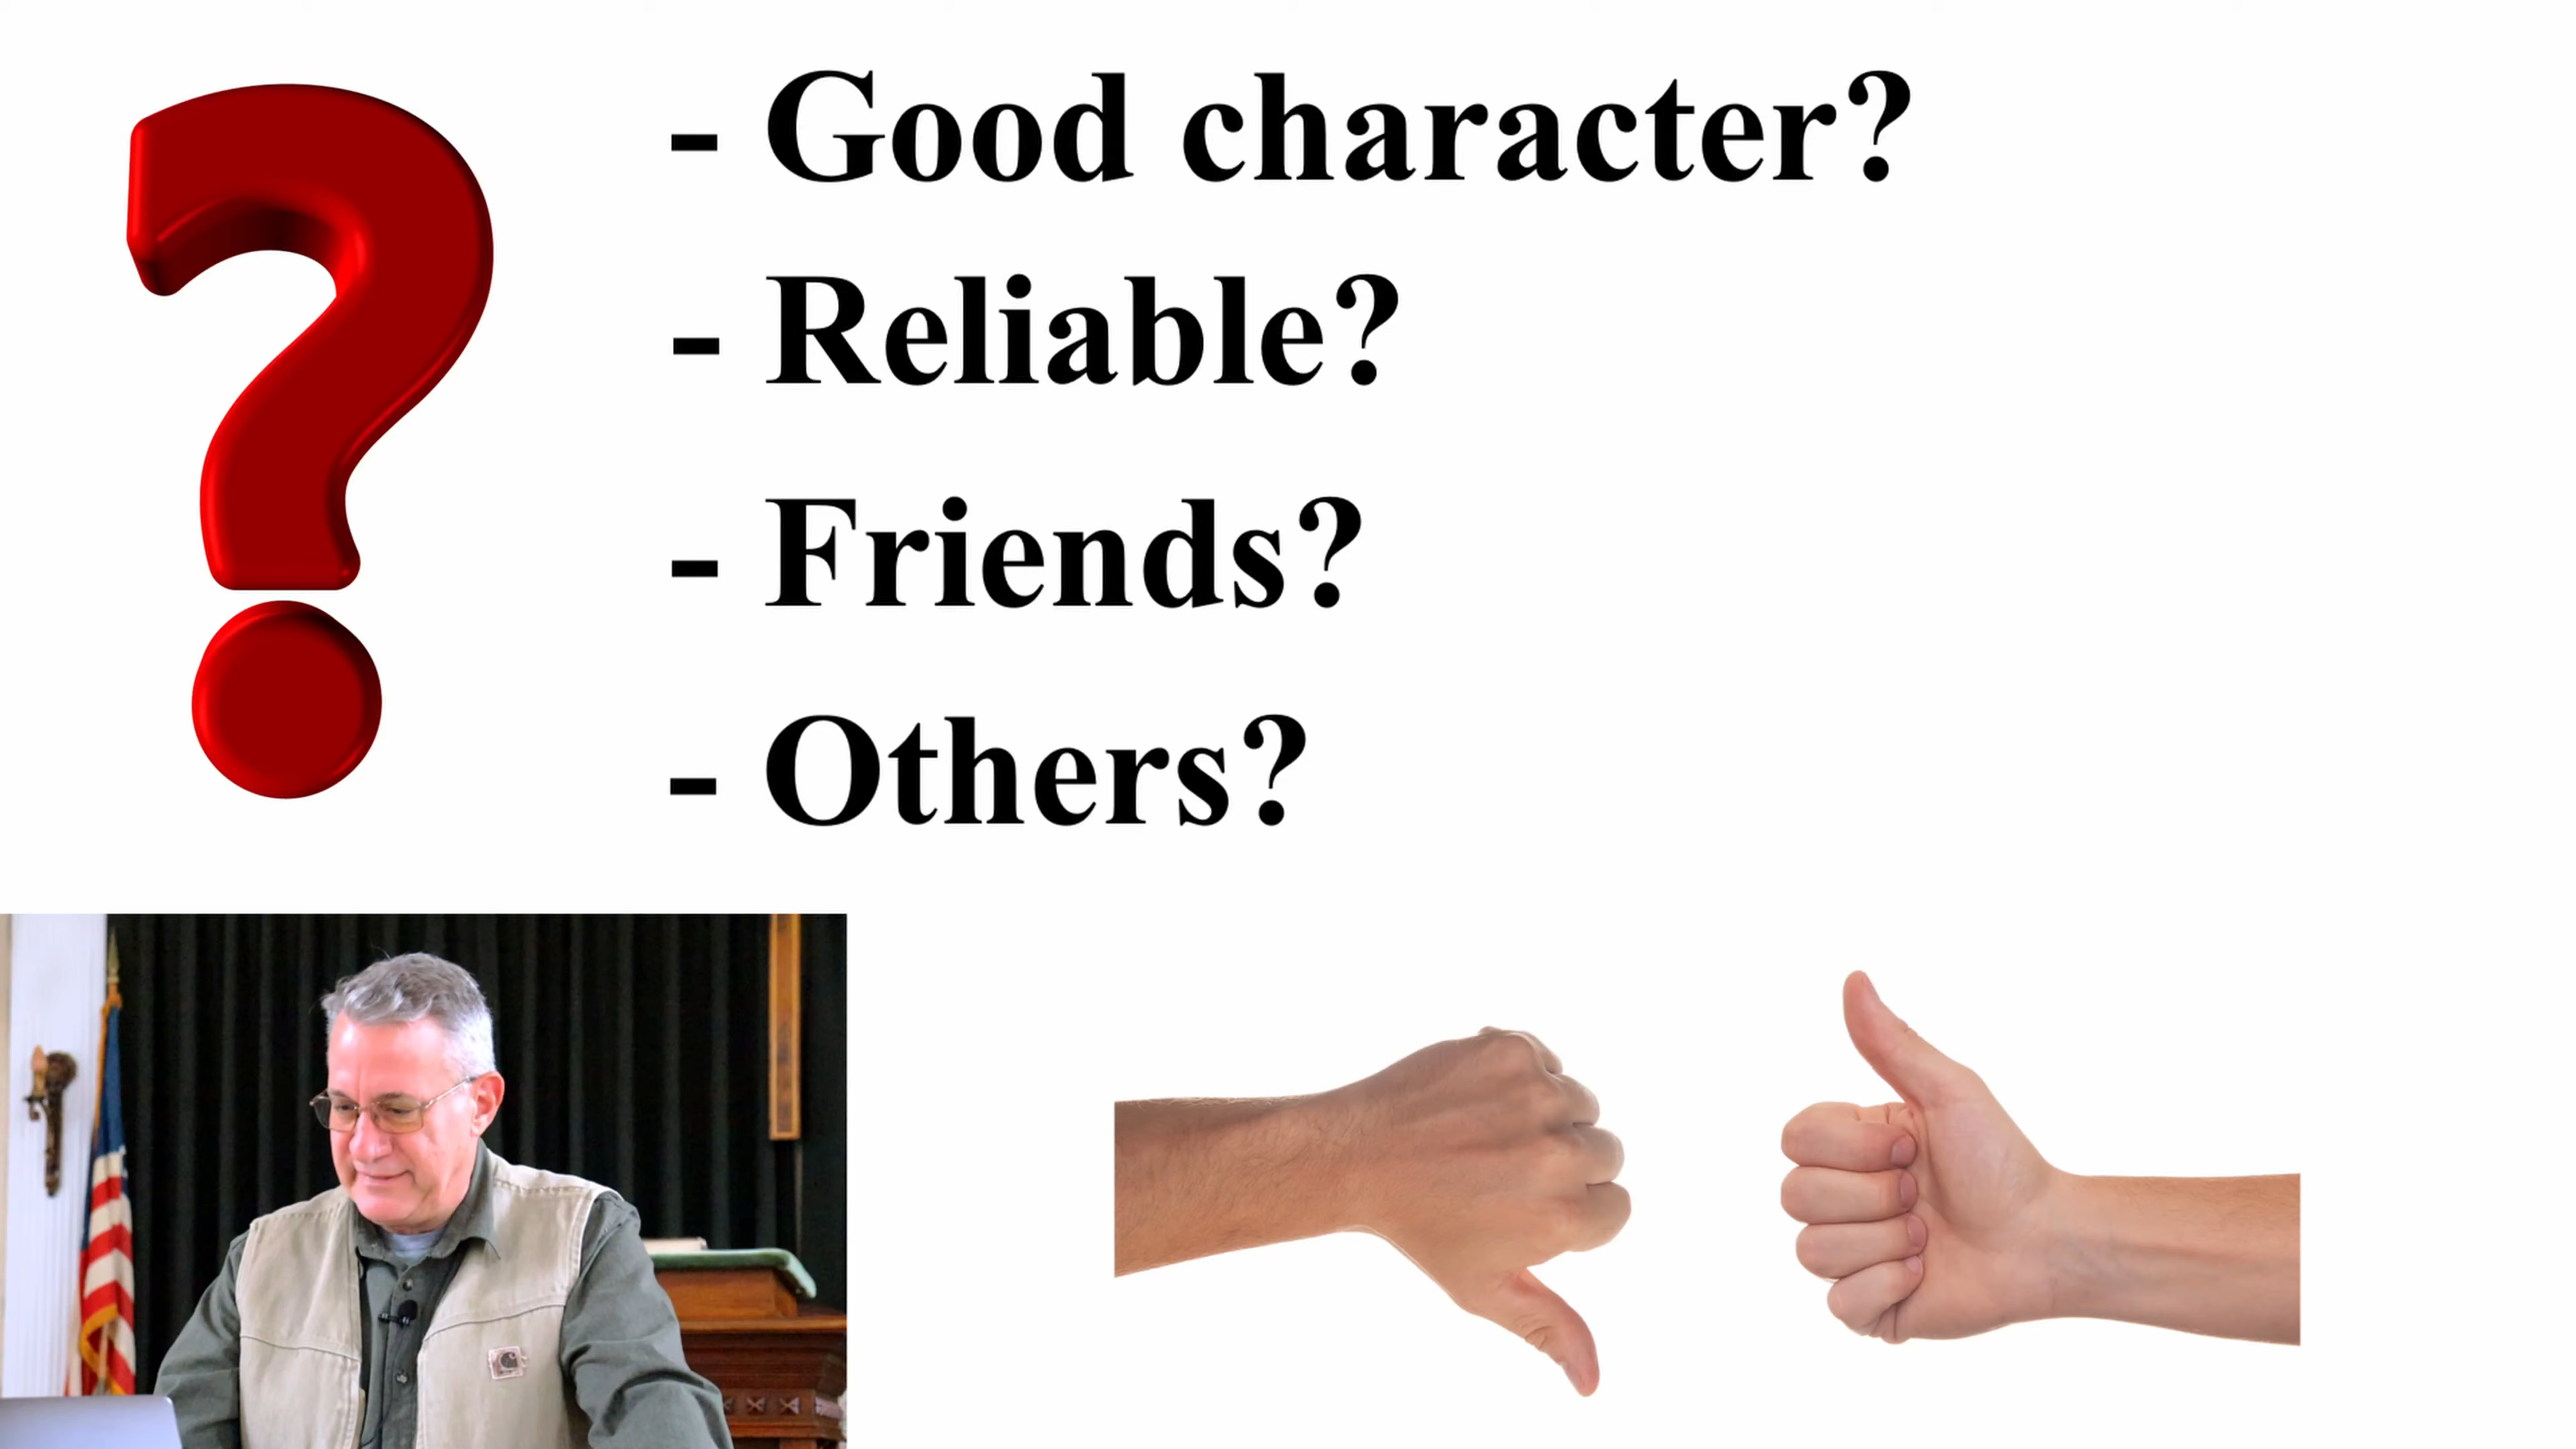 - Good character?
- Reliable?
- Friends?
- Others?